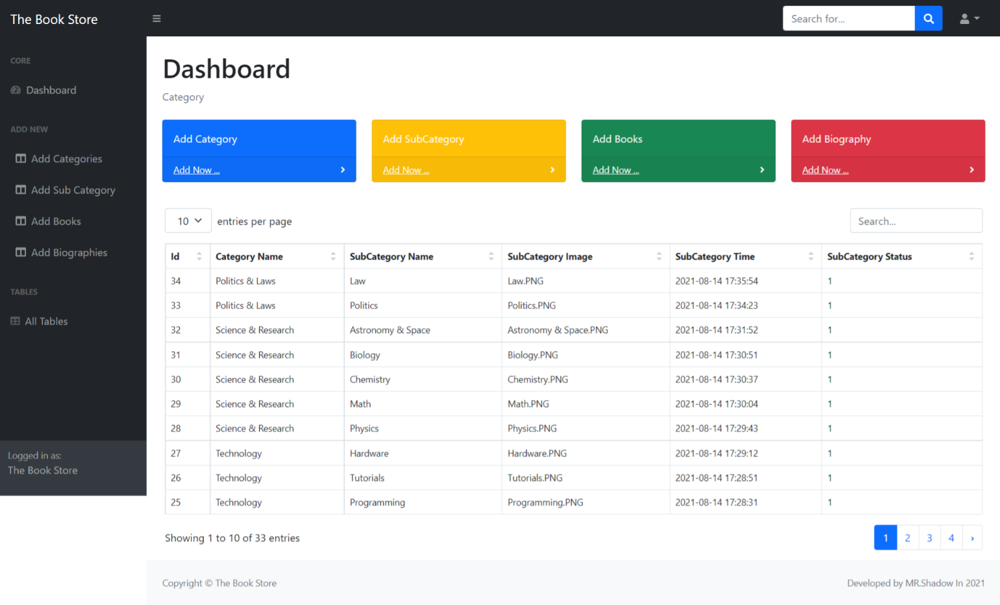 The Book Store
Search for...
CORE
Dashboard
ADD NEW
Add Categories
Add Sub Category
Add Books
Add Biographies
TABLES
All Tables
Logged in as:
The Book Store
Dashboard
Category
Add Category
Add Now ...
Add SubCategory
Add Now ...
Add Books
Add Now ...
Add Biography
Add Now ...
10 entries per page
Search...
Id Category Name SubCategory Name SubCategory Image SubCategory Time SubCategory Status
34 Politics & Laws Law Law.PNG 2021-08-14 17:35:54 1
33 Politics & Laws Politics Politics.PNG 2021-08-14 17:34:23 1
32 Science & Research Astronomy & Space Astronomy & Space.PNG 2021-08-14 17:31:52 1
31 Science & Research Biology Biology.PNG 2021-08-14 17:30:51 1
30 Science & Research Chemistry Chemistry.PNG 2021-08-14 17:30:37 1
29 Science & Research Math Math.PNG 2021-08-14 17:30:04 1
28 Science & Research Physics Physics.PNG 2021-08-14 17:29:43 1
27 Technology Hardware Hardware.PNG 2021-08-14 17:29:12 1
26 Technology Tutorials Tutorials.PNG 2021-08-14 17:28:51 1
25 Technology Programming Programming.PNG 2021-08-14 17:28:31 1
Showing 1 to 10 of 33 entries
1 2 3 4 ›
Copyright © The Book Store
Developed by MR.Shadow In 2021